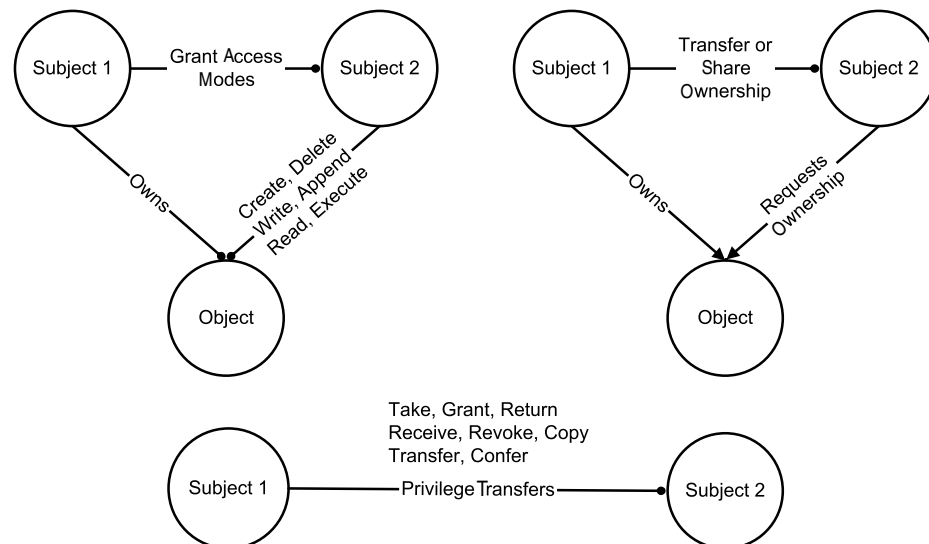 Subject 1
Grant Access
Modes
Subject 2
Owns
Create, Delete
Write, Append
Read, Execute
Object
Subject 1
Transfer or
Share
Ownership
Subject 2
Owns
Requests
Ownership
Object
Take, Grant, Return
Receive, Revoke, Copy
Transfer, Confer
Subject 1
Privilege Transfers
Subject 2